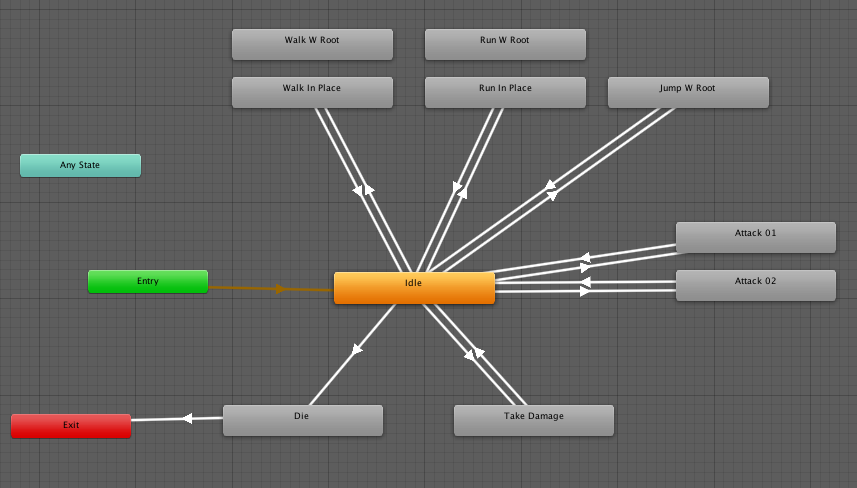 Walk W Root
Run W Root
Walk In Place
Run In Place
Jump W Root
Any State
Attack 01
Entry
Idle
Attack 02
Die
Take Damage
Exit